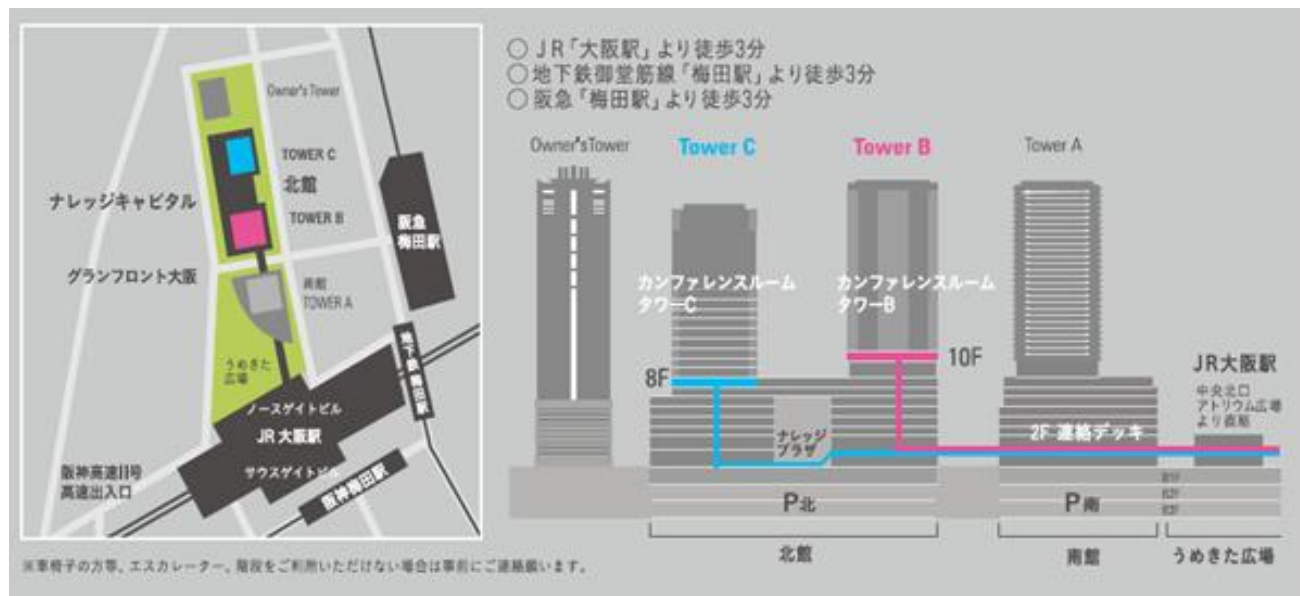 Owner's Tower
TOWER C
北館
ナレッジキャピタル
TOWER B
阪急
梅田駅
グランフロント大阪
南館
TOWER A
うめきた
広場
地下鉄梅田駅
ノースゲイトビル
JR 大阪駅
サウスゲイトビル
阪神高速11号
高速出入口
阪神梅田駅
○ JR「大阪駅」より徒歩3分
○ 地下鉄御堂筋線「梅田駅」より徒歩3分
○ 阪急「梅田駅」より徒歩3分
Owner's Tower
Tower C
Tower B
Tower A
カンファレンスルーム
タワーC
カンファレンスルーム
タワーB
8F
10F
JR大阪駅
中央北口
アトリウム広場
より直結
ナレッジ
プラザ
2F 連絡デッキ
B1F
B2F
B3F
P北
P南
北館
南館
うめきた広場
※車椅子の方等、エスカレーター、階段をご利用いただけない場合は事前にご連絡願います。